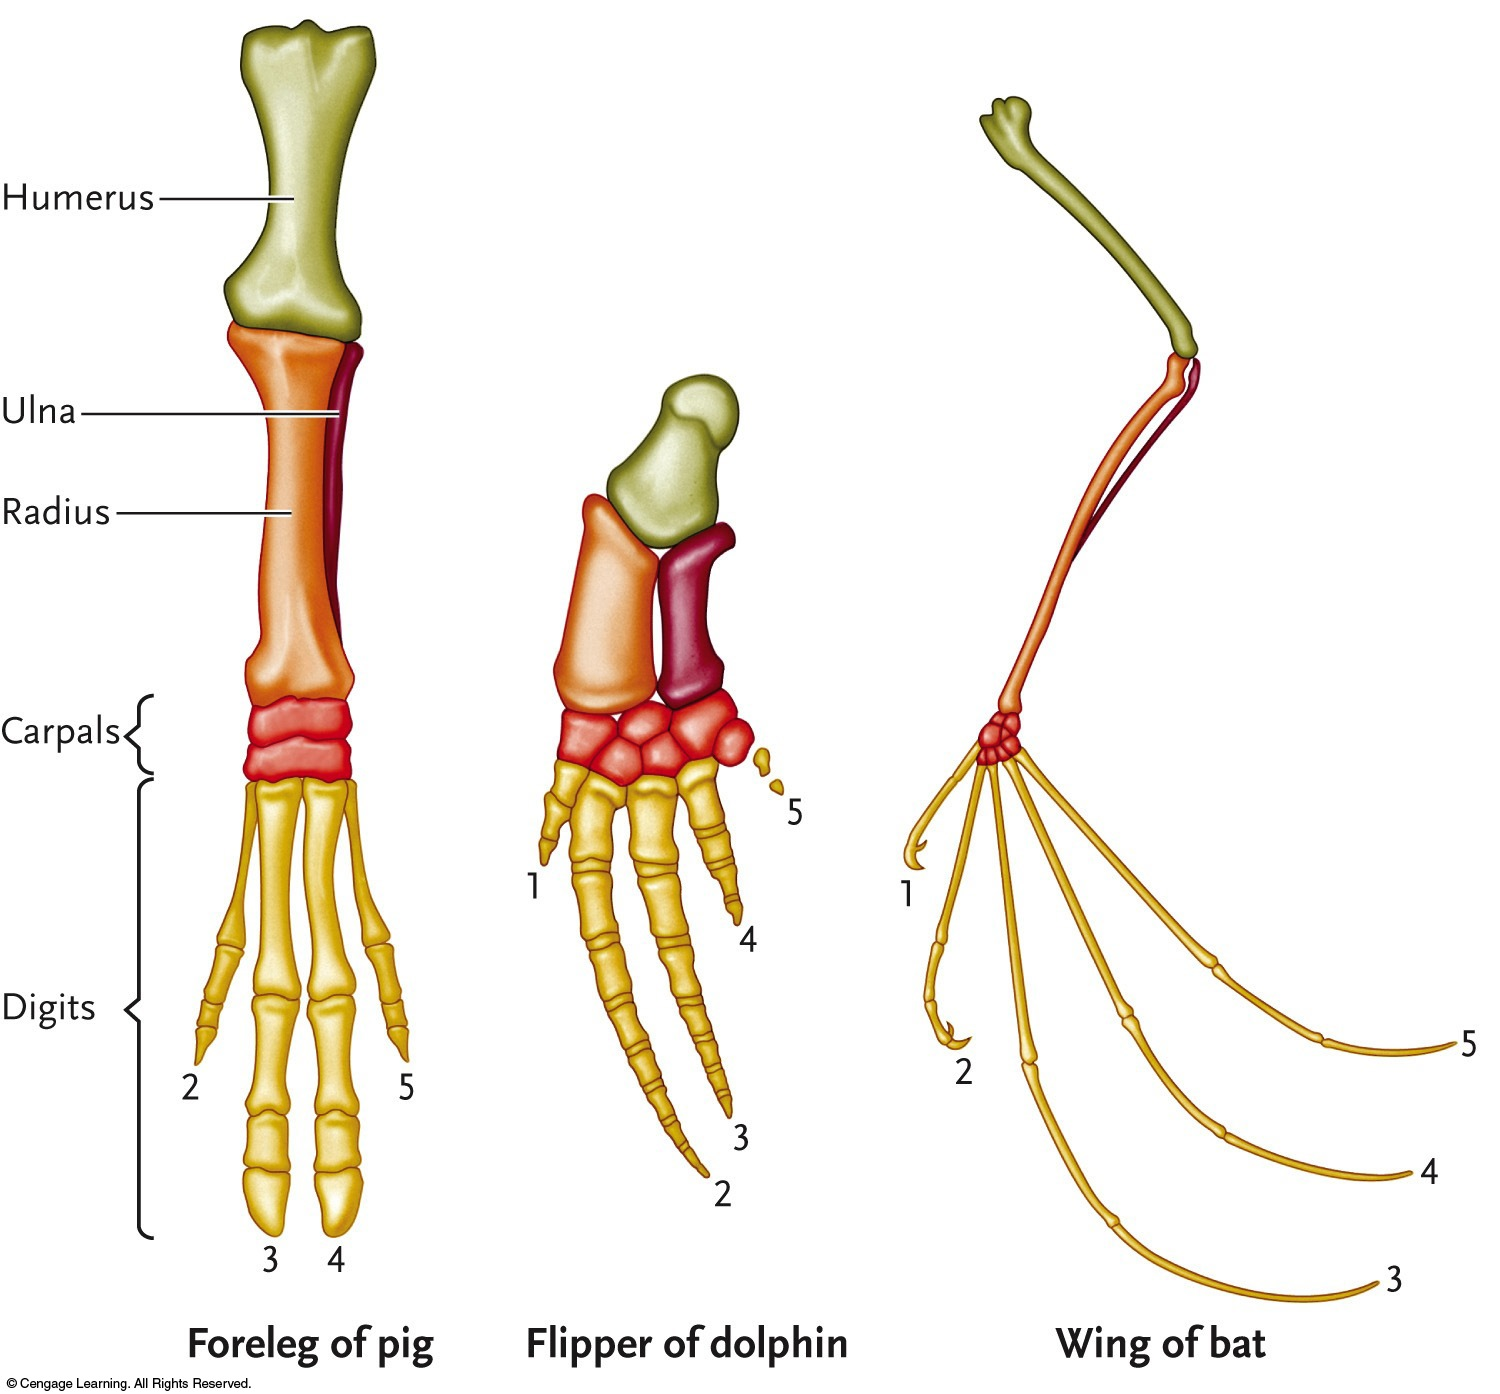 Humerus
Ulna
Radius
Carpals
Digits
2
3
4
5
1
2
3
4
5
1
2
3
4
5
Foreleg of pig
Flipper of dolphin
Wing of bat
© Cengage Learning. All Rights Reserved.